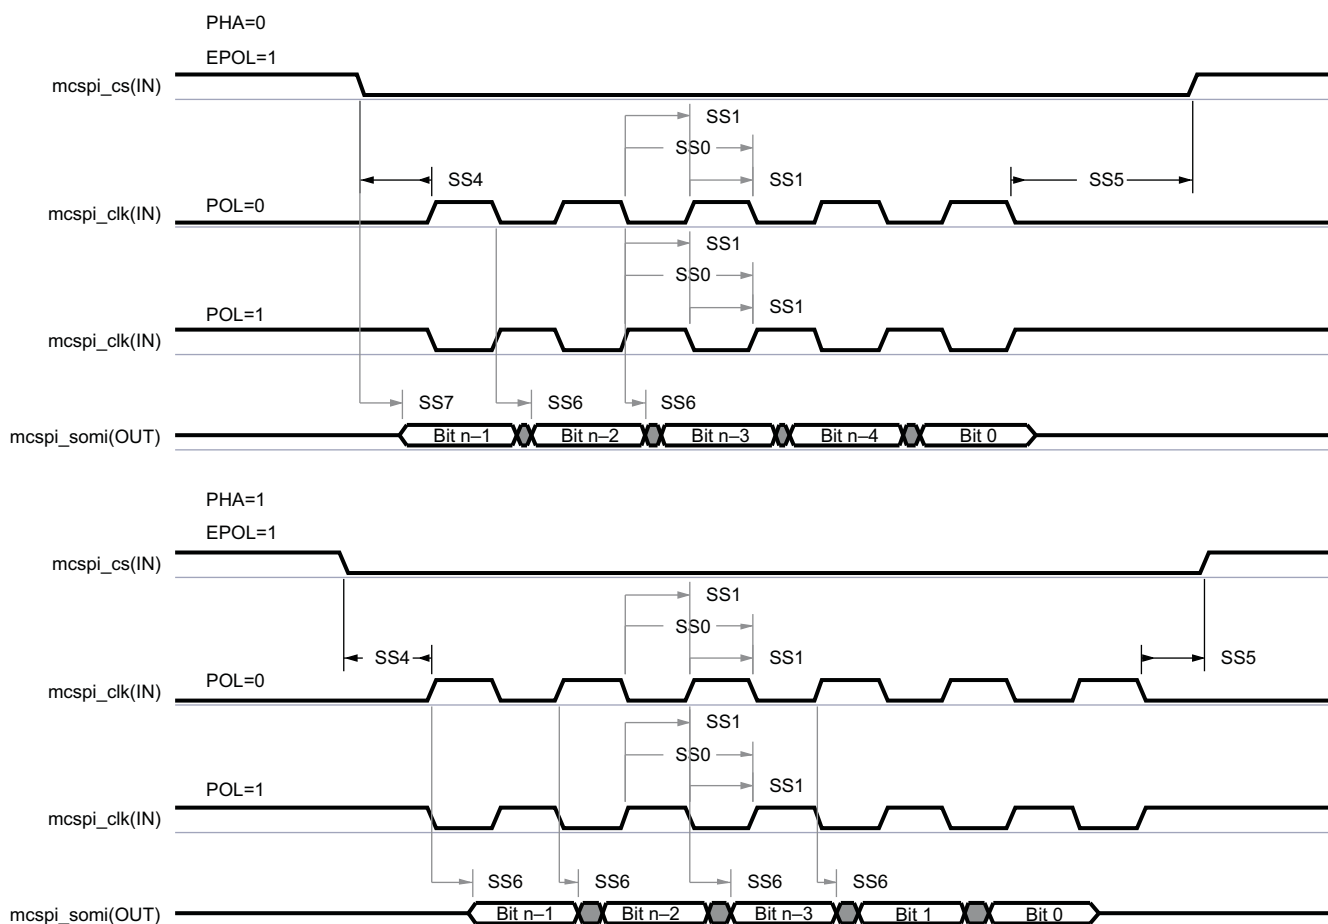 PHA=0
EPOL=1
mcspi_cs(IN)
SS1
SS0
SS4
SS1
SS5
POL=0
mcspi_clk(IN)
SS1
SS0
SS1
POL=1
mcspi_clk(IN)
SS7
SS6
SS6
mcspi_somi(OUT)
Bit n–1
Bit n–2
Bit n–3
Bit n–4
Bit 0
PHA=1
EPOL=1
mcspi_cs(IN)
SS1
SS0
SS4
SS1
SS5
POL=0
mcspi_clk(IN)
SS1
SS0
SS1
POL=1
mcspi_clk(IN)
SS6
SS6
SS6
SS6
mcspi_somi(OUT)
Bit n–1
Bit n–2
Bit n–3
Bit 1
Bit 0